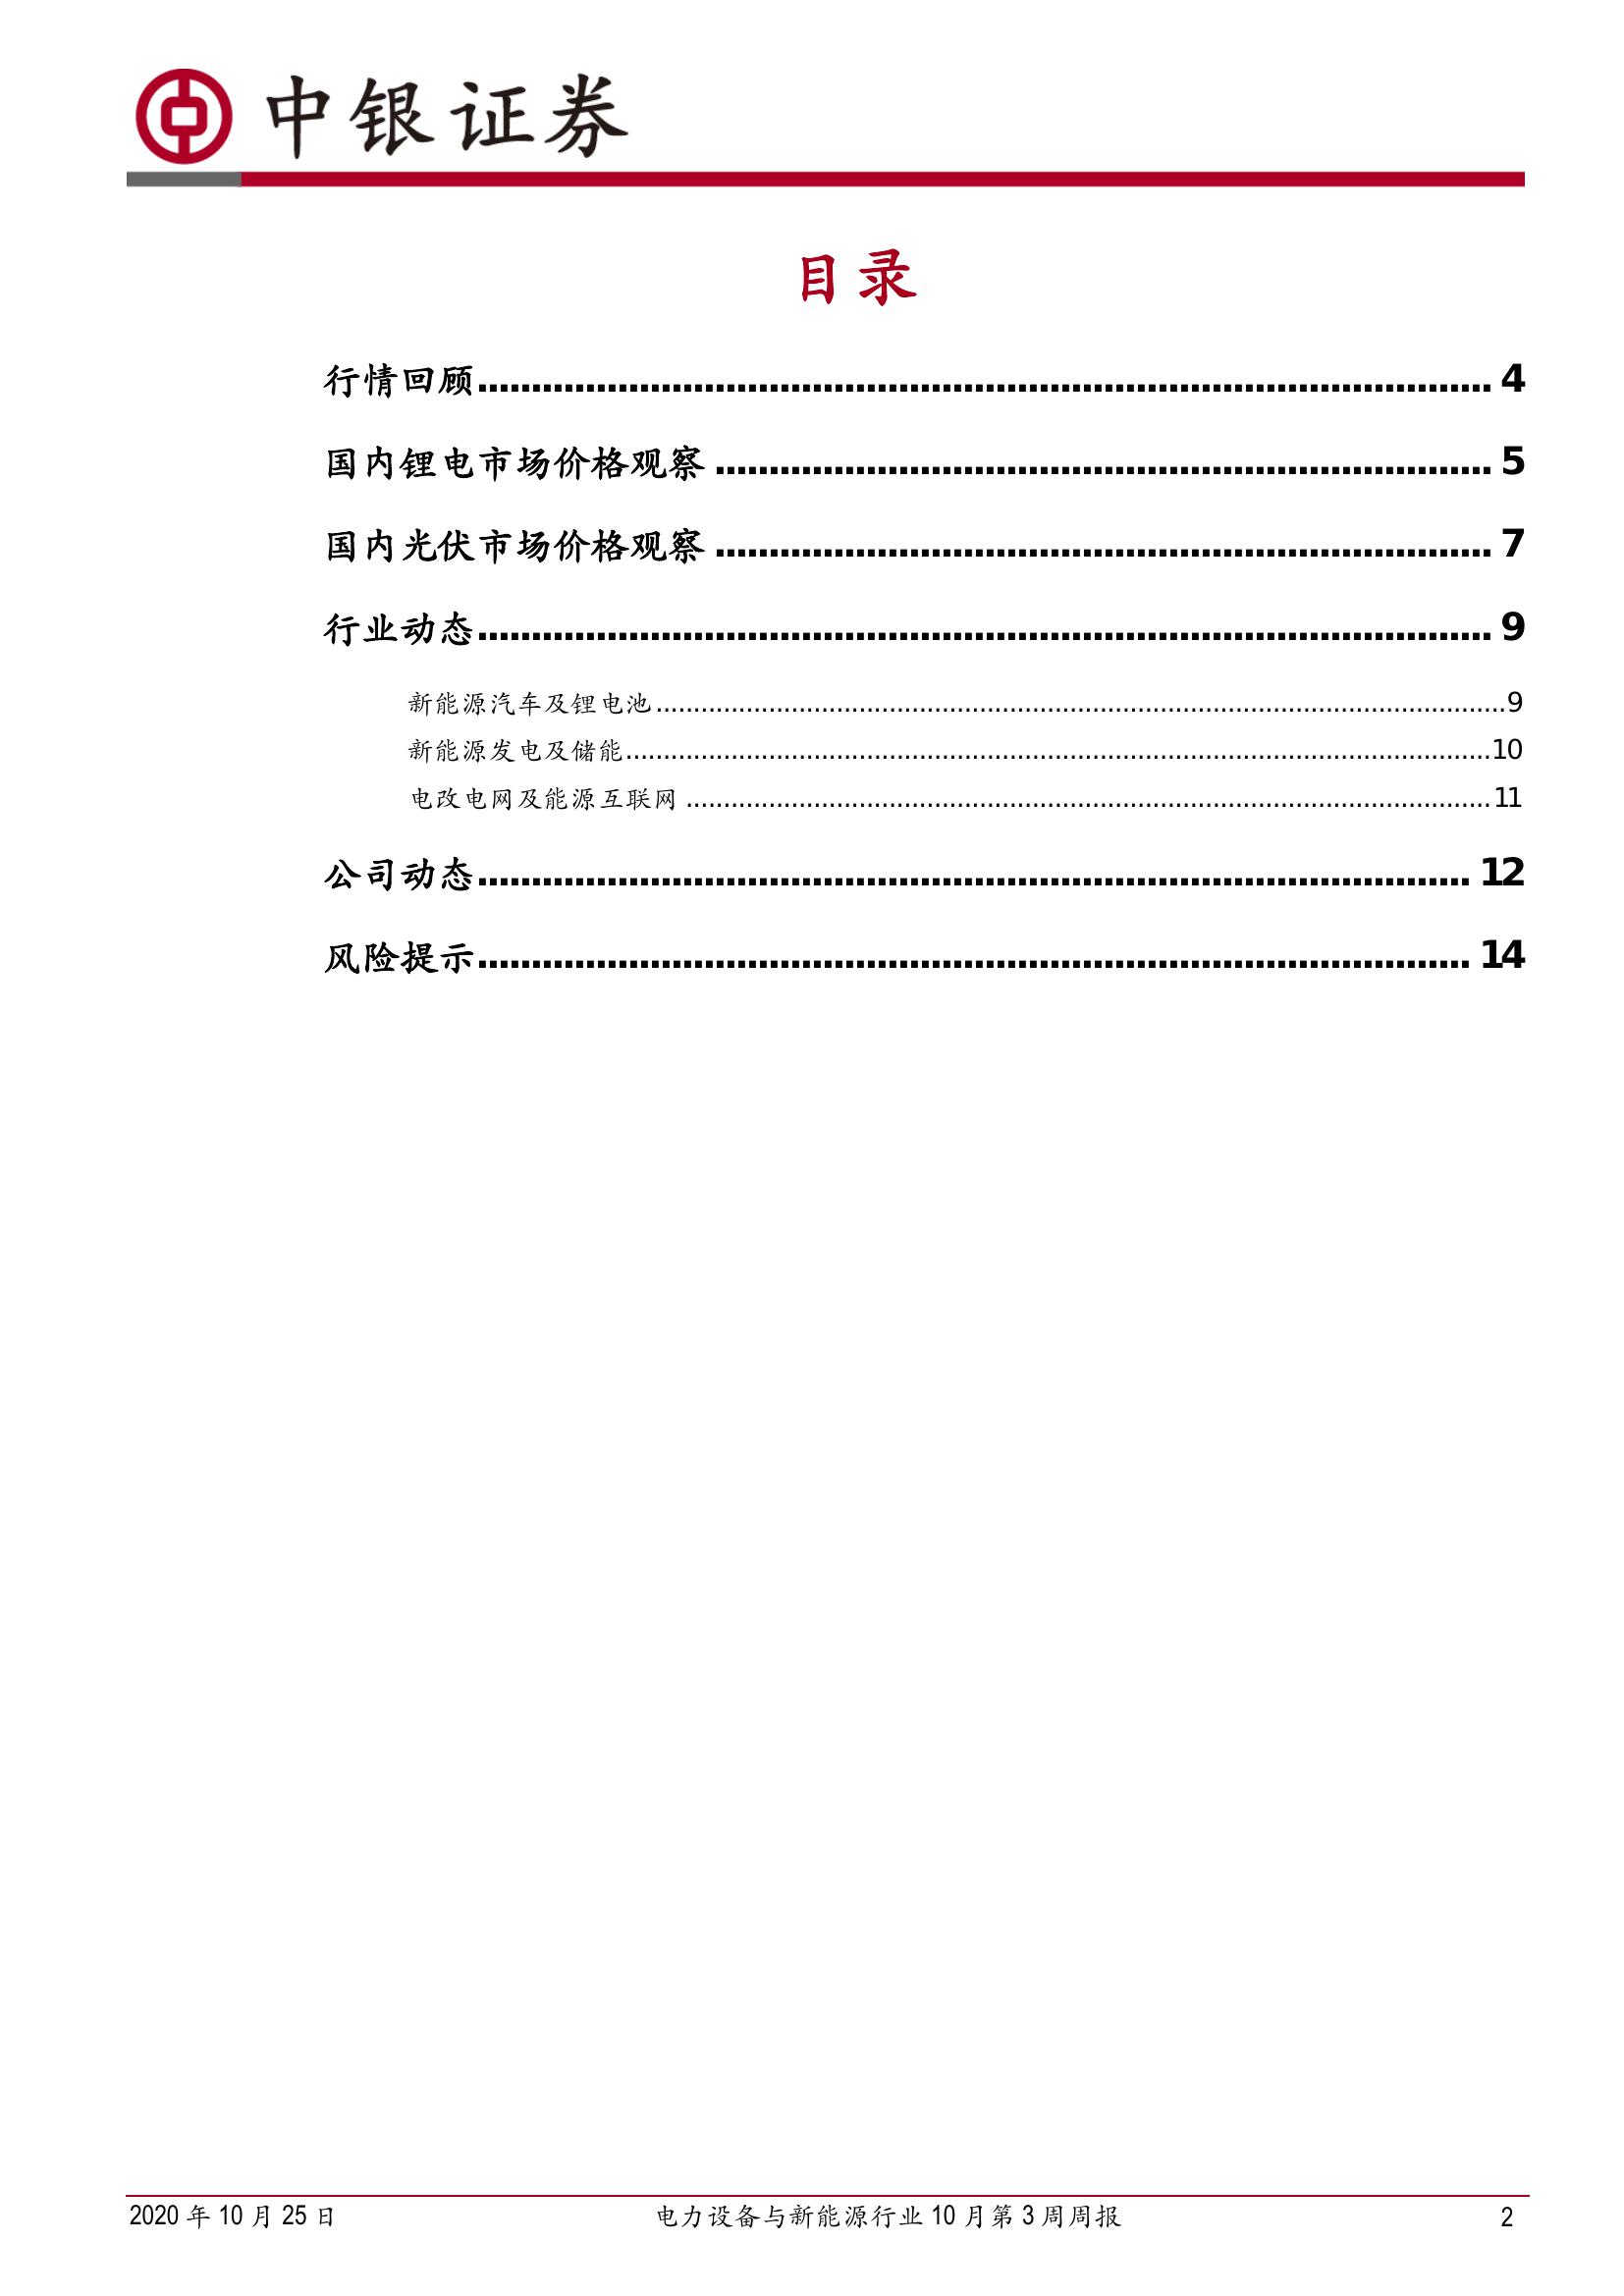 中银证券
目录
行情回顾........................................................................ 4
国内锂电市场价格观察........................................................................ 5
国内光伏市场价格观察........................................................................ 7
行业动态........................................................................ 9
新能源汽车及锂电池........................................................................9
新能源发电及储能........................................................................10
电改电网及能源互联网........................................................................11
公司动态........................................................................ 12
风险提示........................................................................ 14
2020 年 10 月 25 日 电力设备与新能源行业 10 月第 3 周周报 2